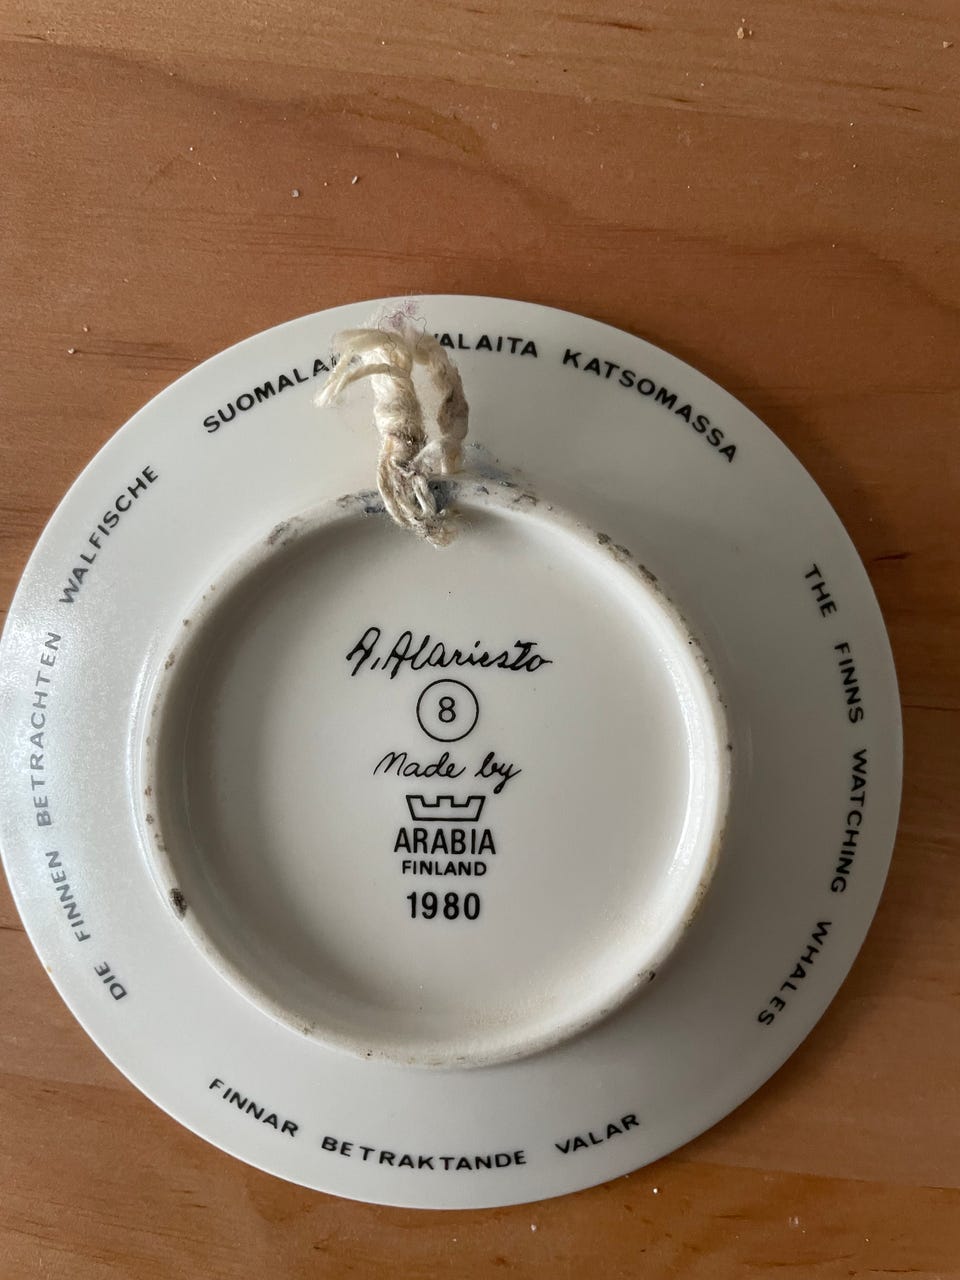 VALAITA KATSOMASSA
THE FINNS WATCHING WHALES
FINNAR BETRAKTANDE VALAR
DIE FINNEN BETRACHTEN WALFISCHE
A. Alariesto
8
Made by
ARABIA
FINLAND
1980